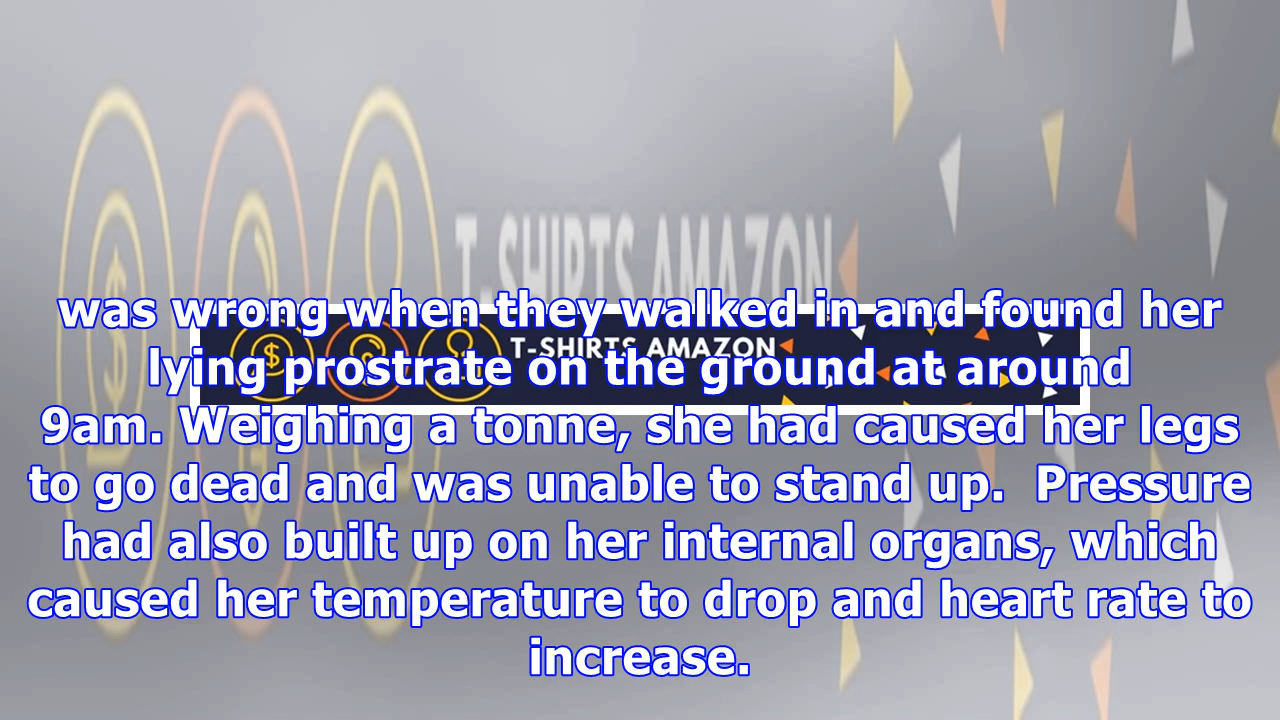 T-SHIRTS AMAZON
was wrong when they walked in and found her
T-SHIRTS AMAZON
lying prostrate on the ground at around
9am. Weighing a tonne, she had caused her legs
to go dead and was unable to stand up.  Pressure
had also built up on her internal organs, which
caused her temperature to drop and heart rate to
increase.